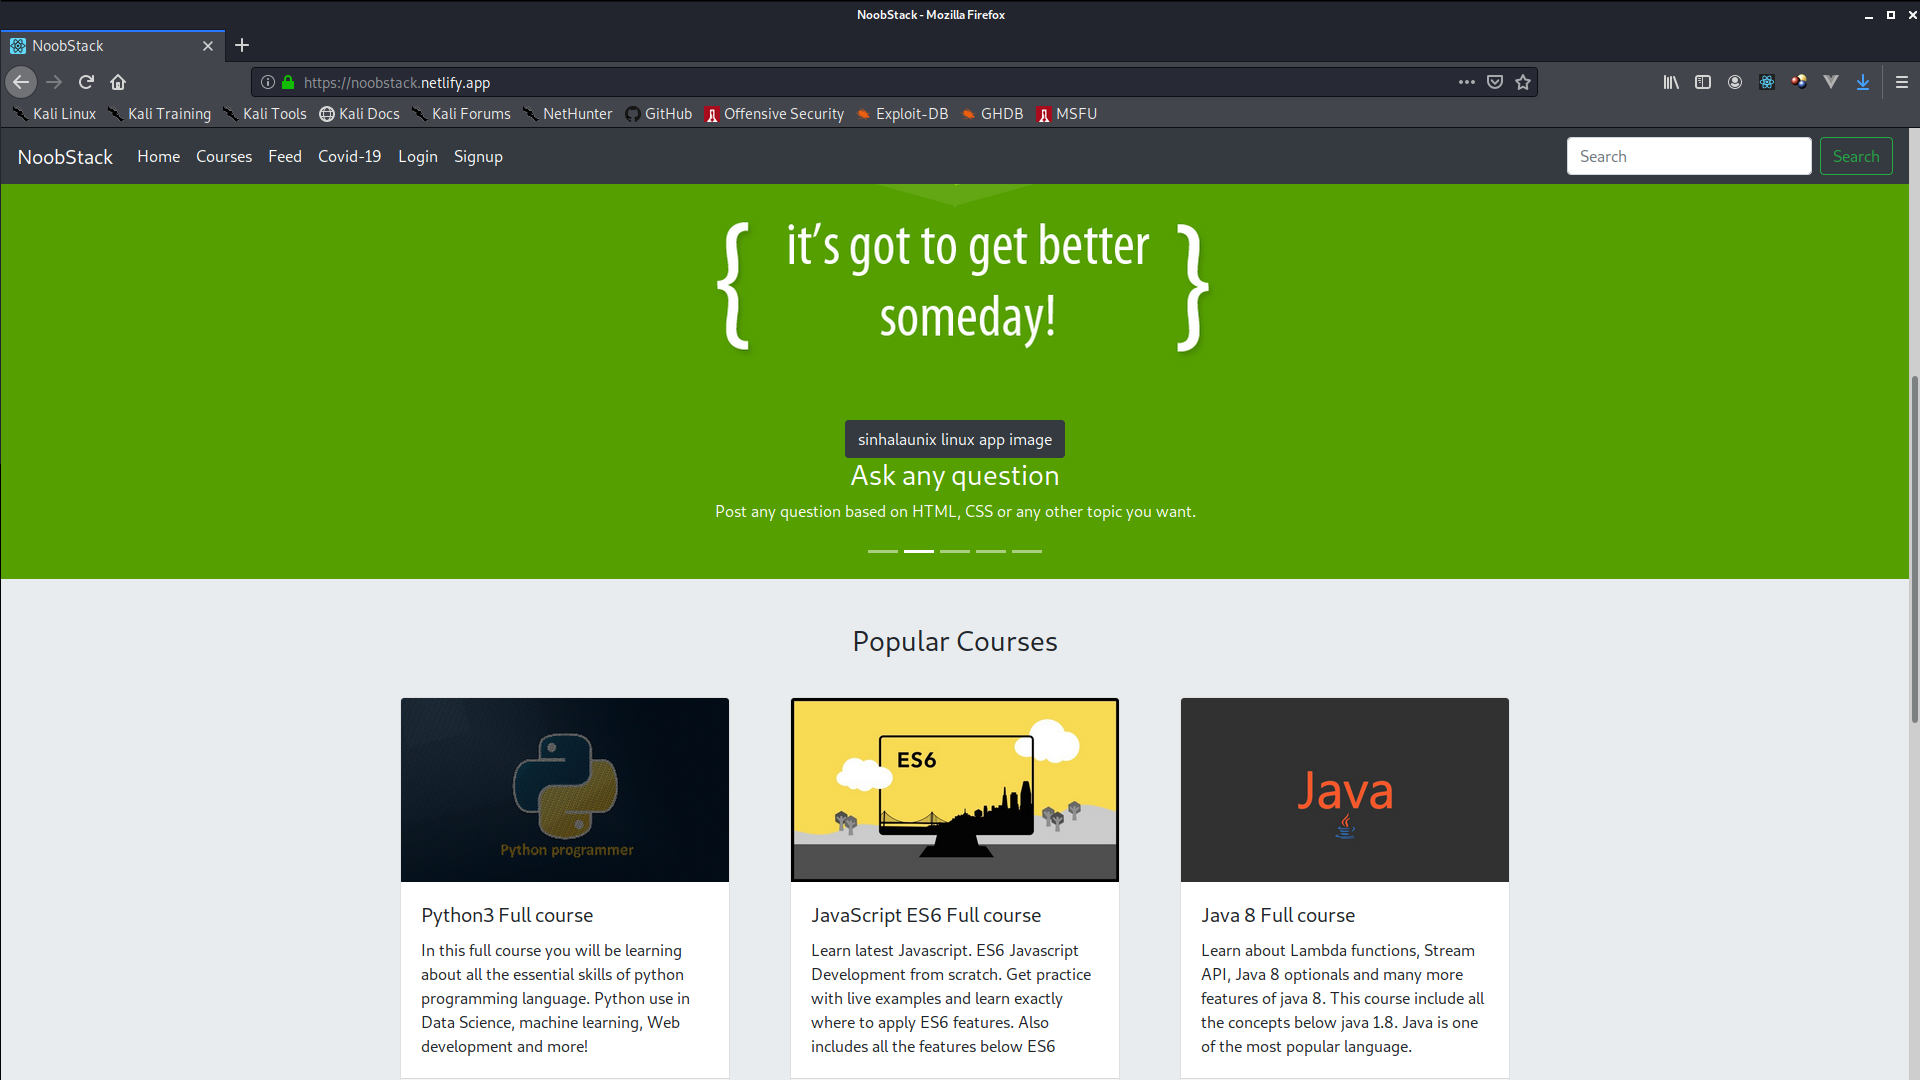 NoobStack - Mozilla Firefox
NoobStack
https://noobstack.netlify.app
Kali Linux Kali Training Kali Tools Kali Docs Kali Forums NetHunter GitHub Offensive Security Exploit-DB GHDB MSFU
NoobStack Home Courses Feed Covid-19 Login Signup Search Search
{ it’s got to get better
someday! }
sinhalaunix linux app image
Ask any question
Post any question based on HTML, CSS or any other topic you want.
Popular Courses
Python programmer
ES6
Java
Python3 Full course
In this full course you will be learning
about all the essential skills of python
programming language. Python use in
Data Science, machine learning, Web
development and more!
JavaScript ES6 Full course
Learn latest Javascript. ES6 Javascript
Development from scratch. Get practice
with live examples and learn exactly
where to apply ES6 features. Also
includes all the features below ES6
Java 8 Full course
Learn about Lambda functions, Stream
API, Java 8 optionals and many more
features of java 8. This course include all
the concepts below java 1.8. Java is one
of the most popular language.